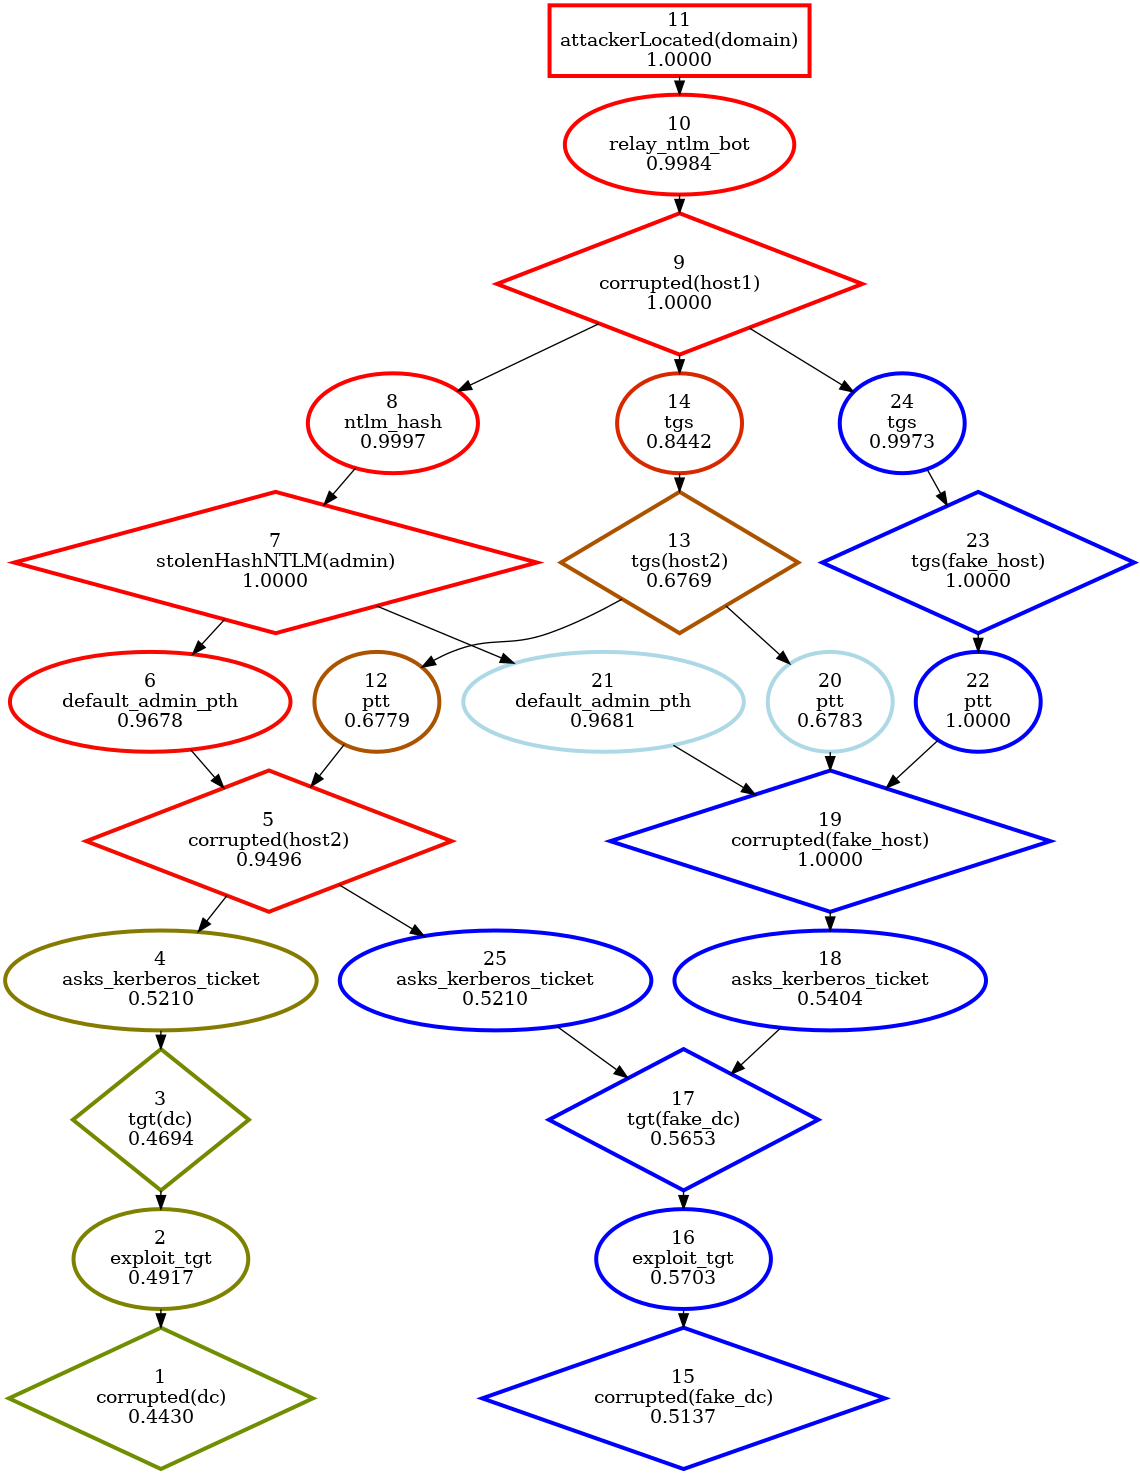 11
attackerLocated(domain)
1.0000
10
relay_ntlm_bot
0.9984
9
corrupted(host1)
1.0000
8
ntlm_hash
0.9997
14
tgs
0.8442
24
tgs
0.9973
7
stolenHashNTLM(admin)
1.0000
13
tgs(host2)
0.6769
23
tgs(fake_host)
1.0000
6
default_admin_pth
0.9678
12
ptt
0.6779
21
default_admin_pth
0.9681
20
ptt
0.6783
22
ptt
1.0000
5
corrupted(host2)
0.9496
19
corrupted(fake_host)
1.0000
4
asks_kerberos_ticket
0.5210
25
asks_kerberos_ticket
0.5210
18
asks_kerberos_ticket
0.5404
3
tgt(dc)
0.4694
17
tgt(fake_dc)
0.5653
2
exploit_tgt
0.4917
16
exploit_tgt
0.5703
1
corrupted(dc)
0.4430
15
corrupted(fake_dc)
0.5137